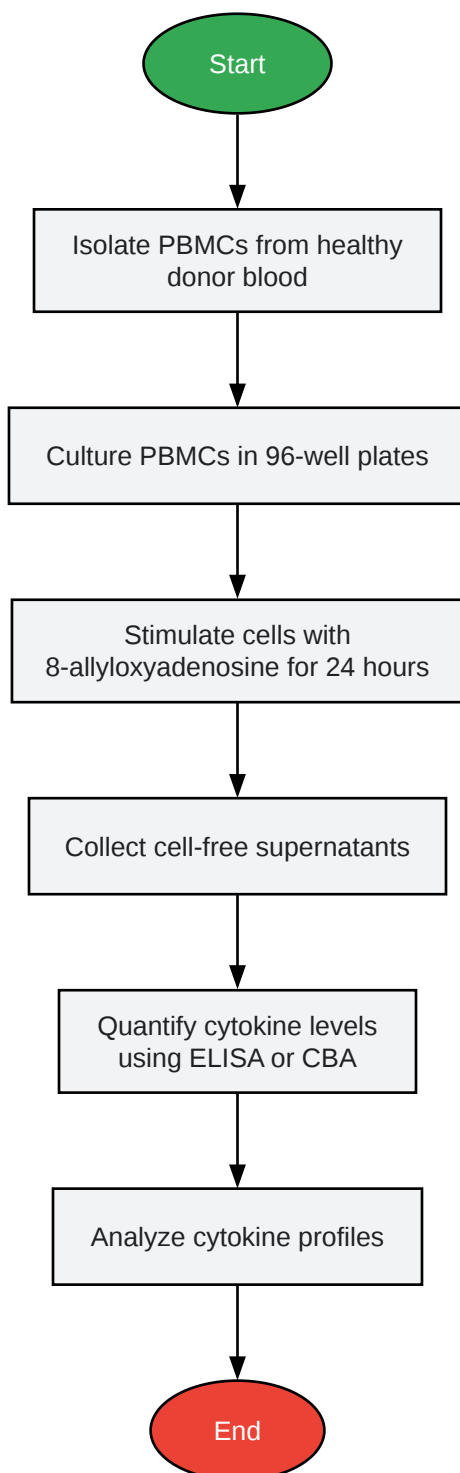 Start
Isolate PBMCs from healthy
donor blood
Culture PBMCs in 96-well plates
Stimulate cells with
8-allyloxyadenosine for 24 hours
Collect cell-free supernatants
Quantify cytokine levels
using ELISA or CBA
Analyze cytokine profiles
End